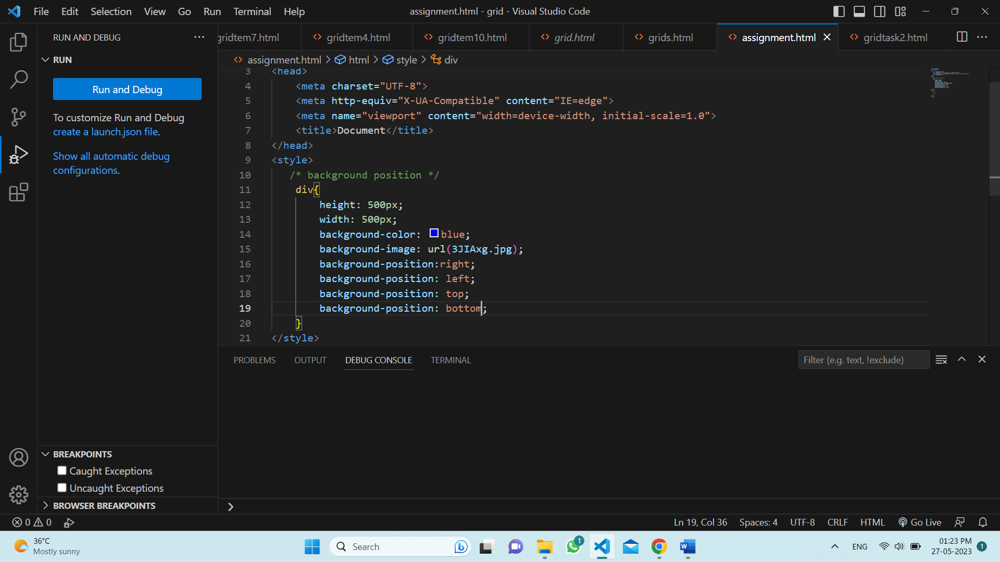 File Edit Selection View Go Run Terminal Help
assignment.html - grid - Visual Studio Code
RUN AND DEBUG
gridtem7.html gridtem4.html gridtem10.html grid.html grids.html assignment.html gridtask2.html
RUN
assignment.html > html > style > div
Run and Debug
To customize Run and Debug
create a launch.json file.
Show all automatic debug
configurations.
3 <head>
4 <meta charset="UTF-8">
5 <meta http-equiv="X-UA-Compatible" content="IE=edge">
6 <meta name="viewport" content="width=device-width, initial-scale=1.0">
7 <title>Document</title>
8 </head>
9 <style>
10 /* background position */
11 div{
12 height: 500px;
13 width: 500px;
14 background-color: blue;
15 background-image: url(3JIAxg.jpg);
16 background-position:right;
17 background-position: left;
18 background-position: top;
19 background-position: bottom;
20 }
21 </style>
PROBLEMS OUTPUT DEBUG CONSOLE TERMINAL
Filter (e.g. text, !exclude)
BREAKPOINTS
Caught Exceptions
Uncaught Exceptions
BROWSER BREAKPOINTS
0 0
Ln 19, Col 36 Spaces: 4 UTF-8 CRLF HTML Go Live
36°C
Mostly sunny
Search
1
ENG
01:23 PM
27-05-2023
1